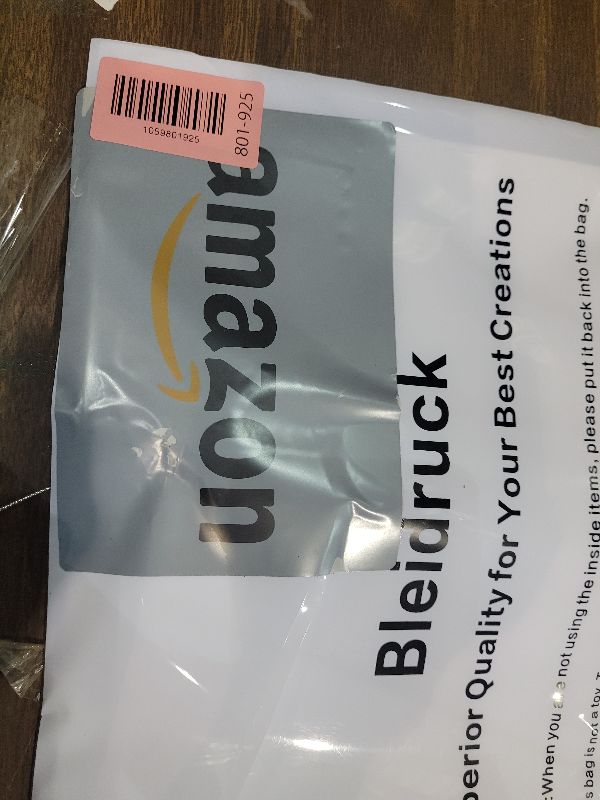 1059801925
801-925
amazon
Bleidruck
perior Quality for Your Best Creations
:When you are not using the inside items, please put it back into the bag.
s bag is not a toy.